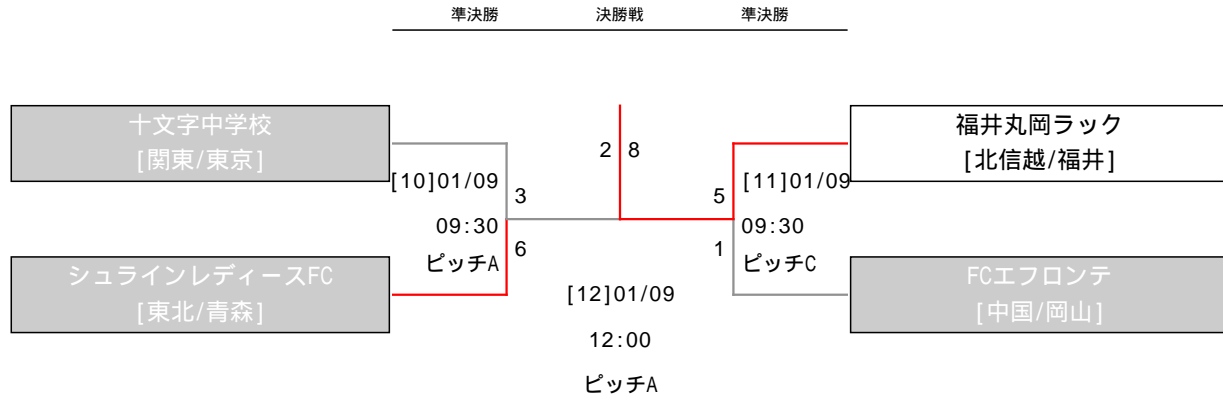 準決勝 決勝戦 準決勝
十文字中学校
[関東/東京]
福井丸岡ラック
[北信越/福井]
2 8
[10]01/09
3
09:30
6
ピッチA
5
[11]01/09
09:30
1
ピッチC
シュラインレディースFC
[東北/青森]
FCエフロンテ
[中国/岡山]
[12]01/09
12:00
ピッチA